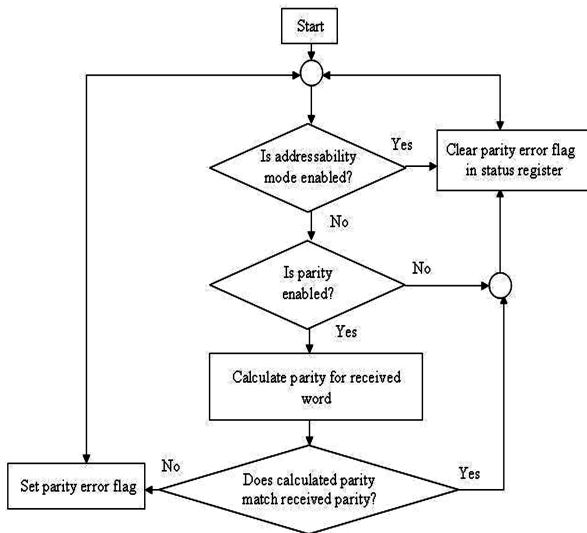 Start
Is addressability
mode enabled?
Yes
Clear parity error flag
in status register
No
Is parity
enabled?
No
Yes
Calculate parity for received
word
No
Does calculated parity
match received parity?
Yes
Set parity error flag